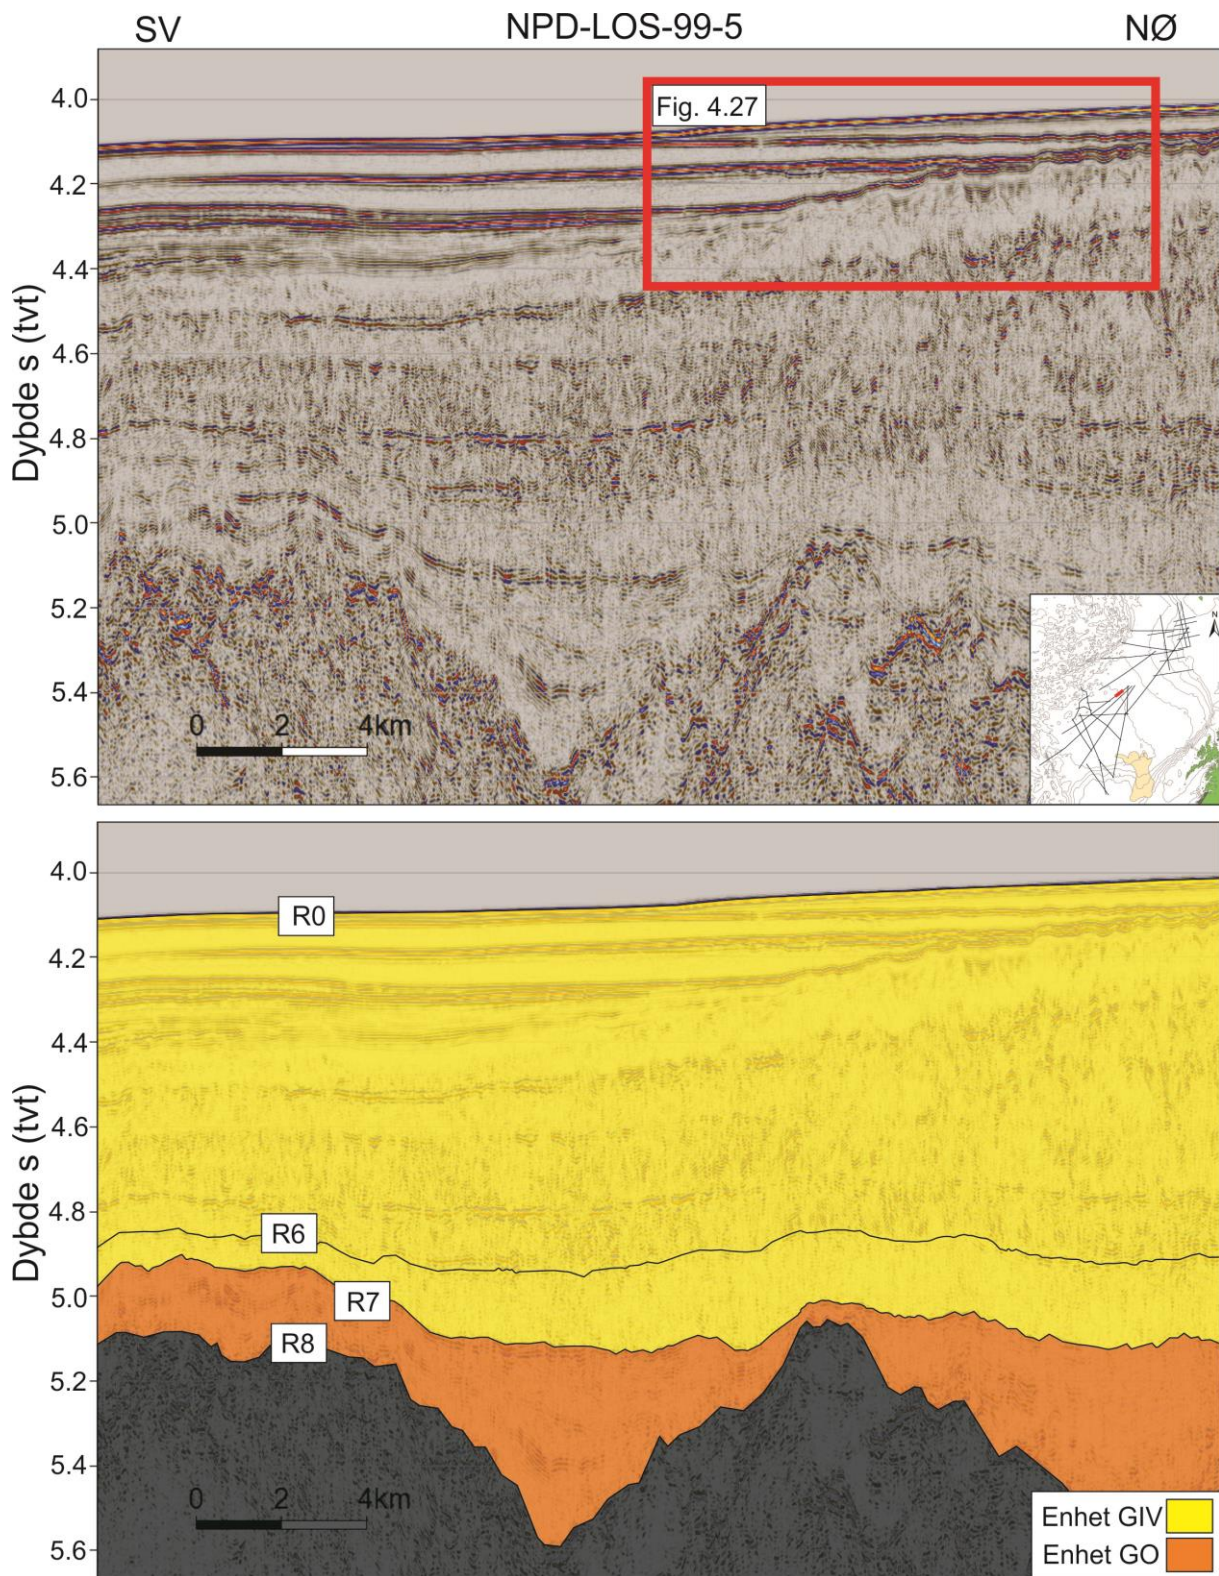 SV NPD-LOS-99-5 NØ
Dybde s (tvt)
4.0
4.2
4.4
4.6
4.8
5.0
5.2
5.4
5.6
Fig. 4.27
0 2 4km
N
Dybde s (tvt)
4.0
4.2
4.4
4.6
4.8
5.0
5.2
5.4
5.6
R0
R6
R7
R8
0 2 4km
Enhet GIV
Enhet GO